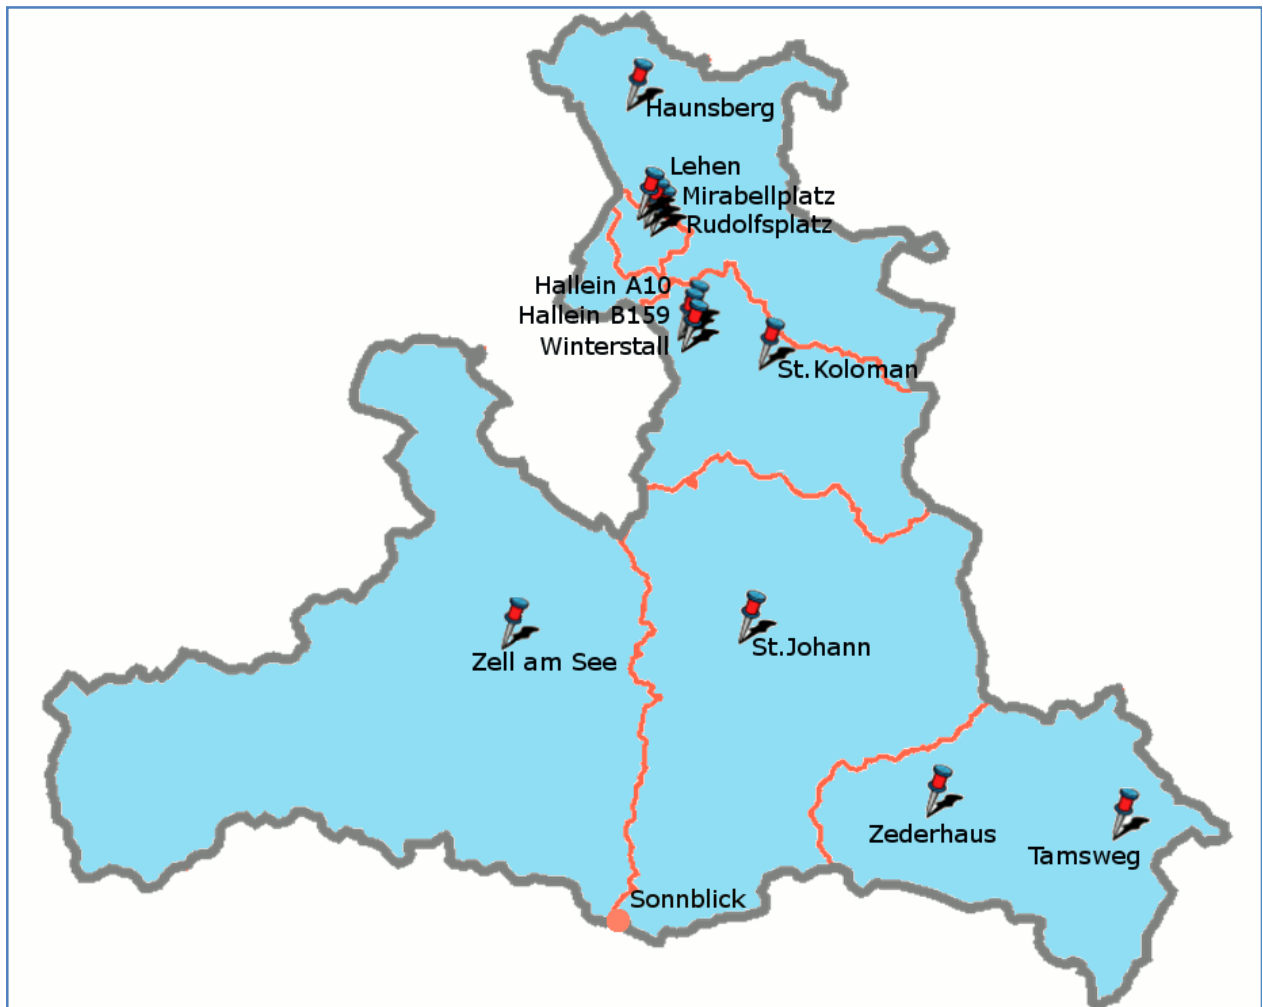 Haunsberg
Lehen
Mirabellplatz
Rudolfsplatz
Hallein A10
Hallein B159
Winterstall
St.Koloman
Zell am See
St.Johann
Zederhaus
Tamsweg
Sonnblick